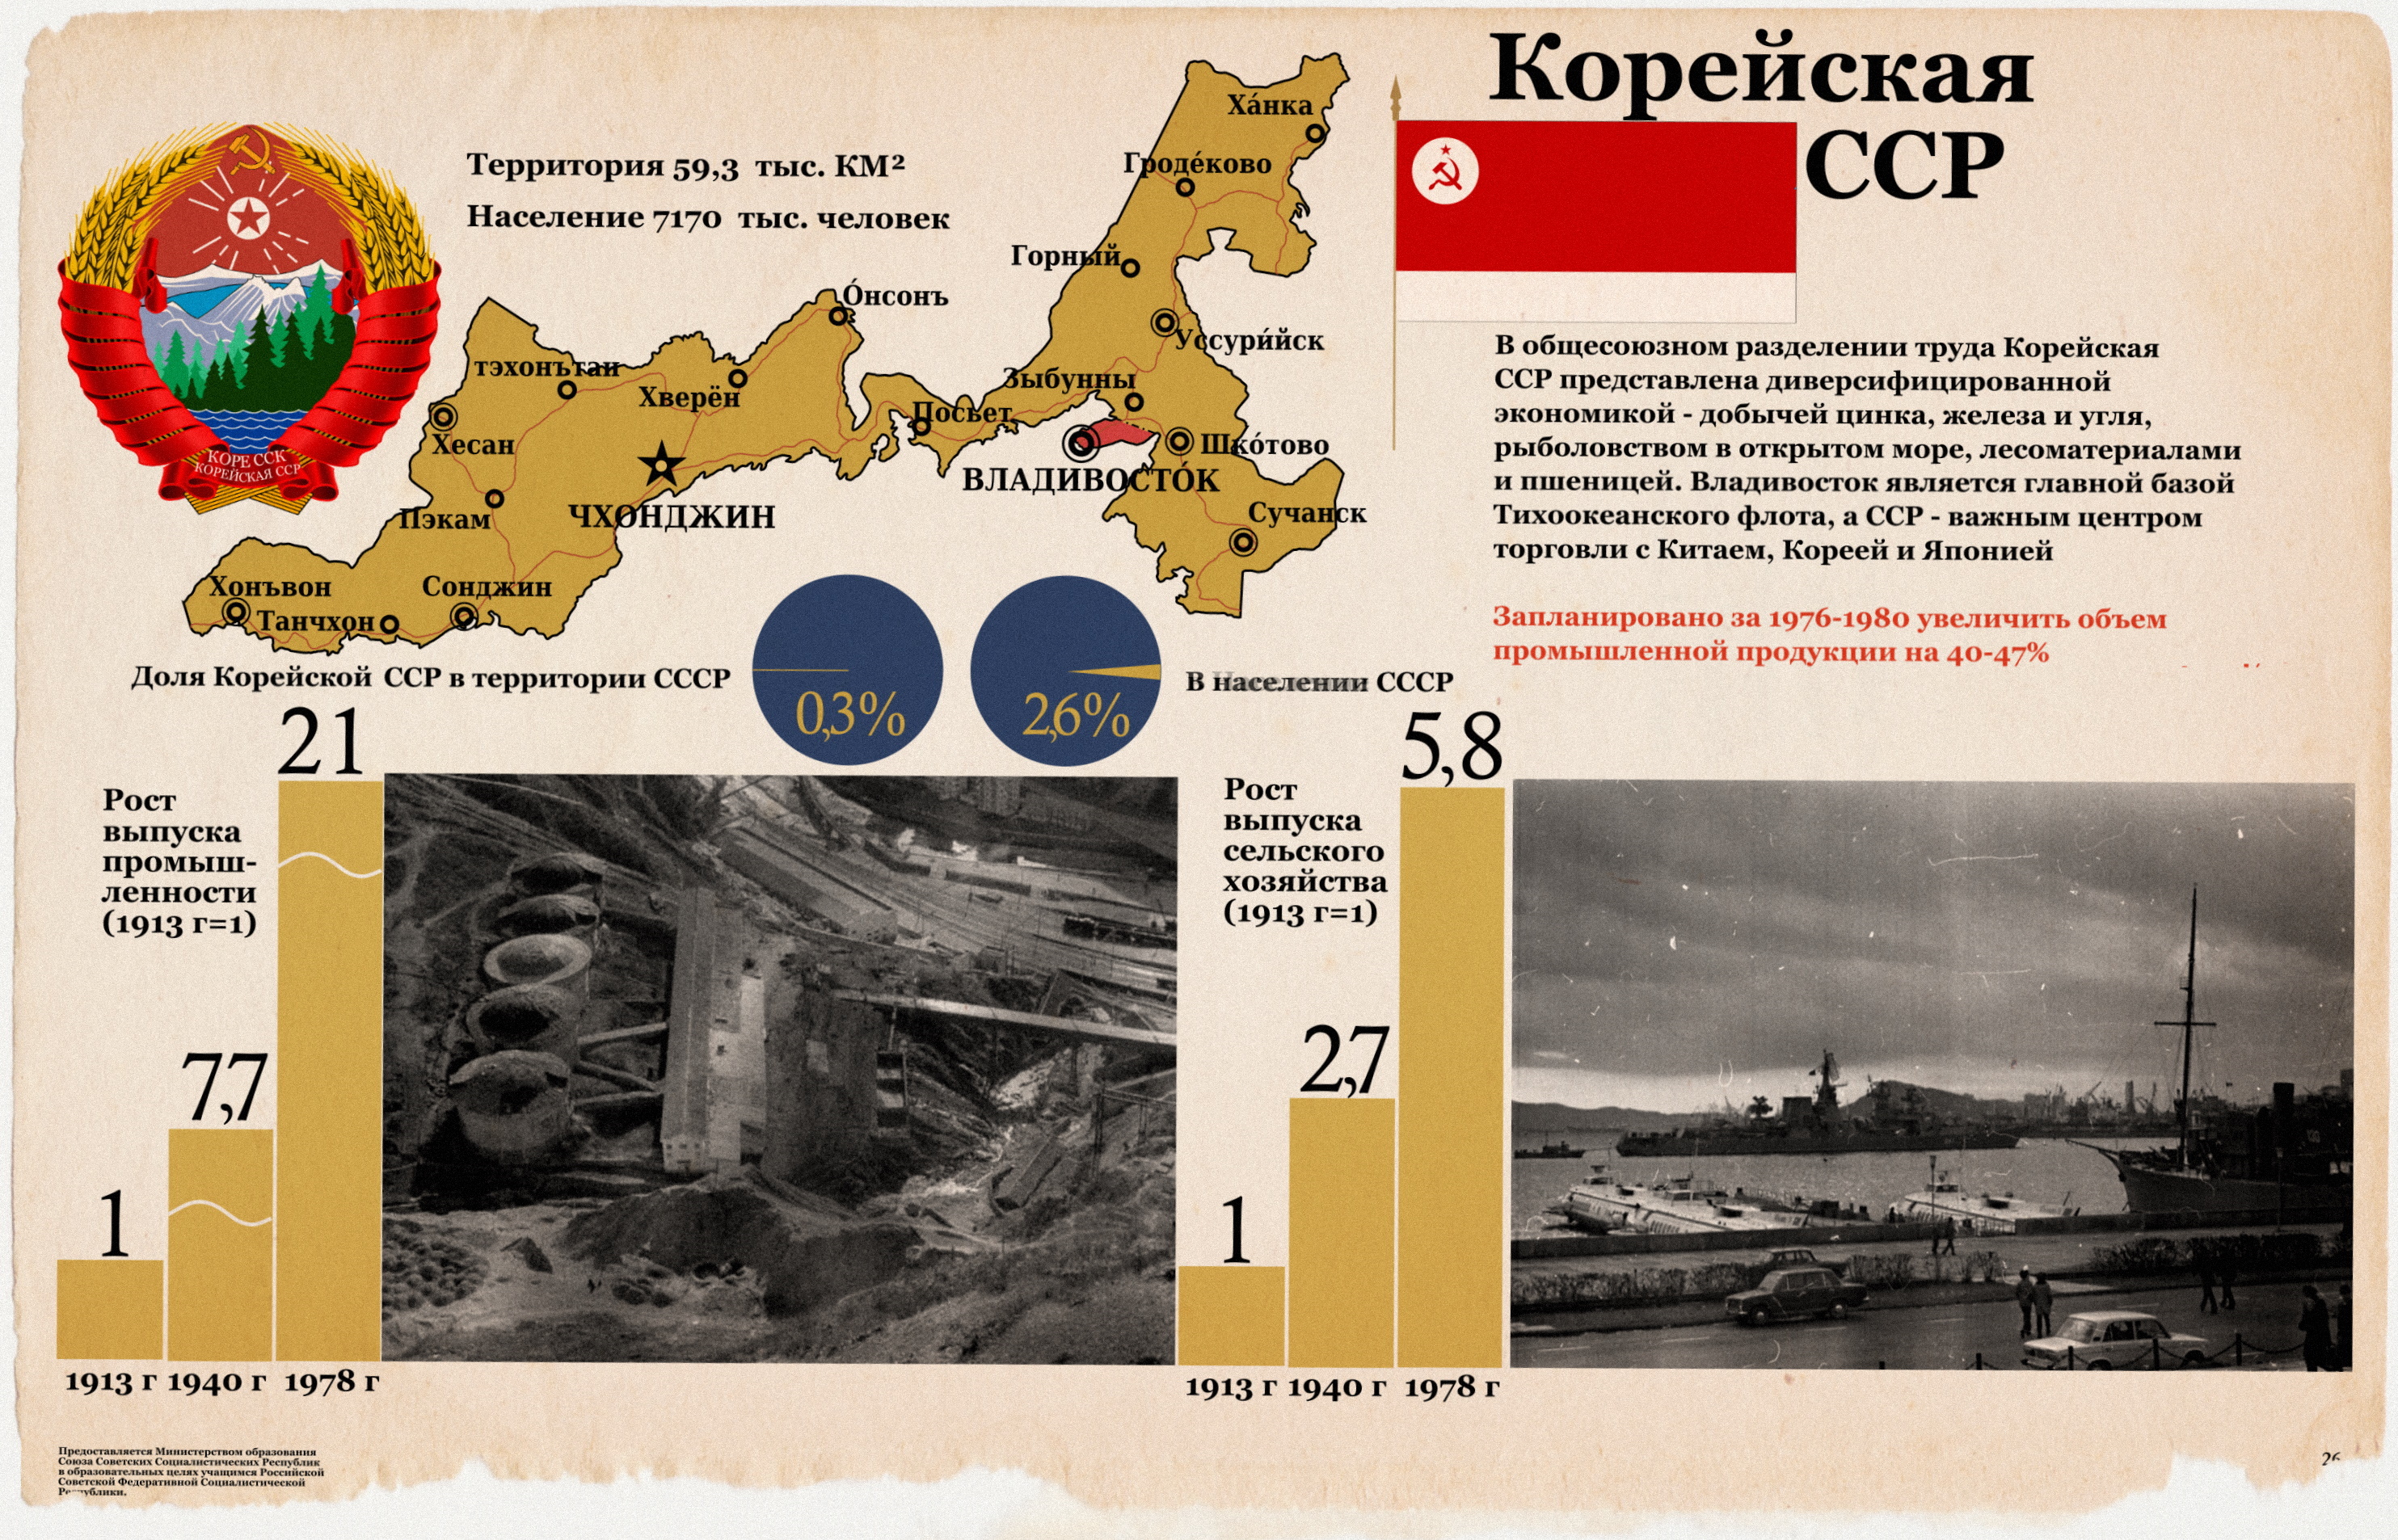 Корейская
ССР
КОРЕ ССК
КОРЕЙСКАЯ ССР
Территория 59,3 тыс. КМ²
Население 7170 тыс. человек
Ха́нка
Гроде́ково
Горный
О́нсонъ
Уссури́йск
тэхонътаи
Зыбунны
Хверён
Посьет
Хесан
Шко́това
ВЛАДИВОСТО́К
Пэкам
ЧХОНДЖИН
Сучанск
Хонъвон
Сонджин
Танчхон
В общесоюзном разделении труда Корейская
ССР представлена диверсифицированной
экономикой - добычей цинка, железа и угля,
рыболовством в открытом море, лесоматериалами
и пшеницей. Владивосток является главной базой
Тихоокеанского флота, а ССР - важным центром
торговли с Китаем, Кореей и Японией
Запланировано за 1976-1980 увеличить объем
промышленной продукции на 40-47%
Доля Корейской ССР в территории СССР
0,3%
2,6%
В населении СССР
Рост
выпуска
промыш-
ленности
(1913 г=1)
1
7,7
21
1913 г 1940 г 1978 г
Рост
выпуска
сельского
хозяйства
(1913 г=1)
1
2,7
5,8
1913 г 1940 г 1978 г
Предоставляется Министерством образования
Союза Советских Социалистических Республик
в образовательных целях учащимся Российской
Советской Федеративной Социалистической
Республики.